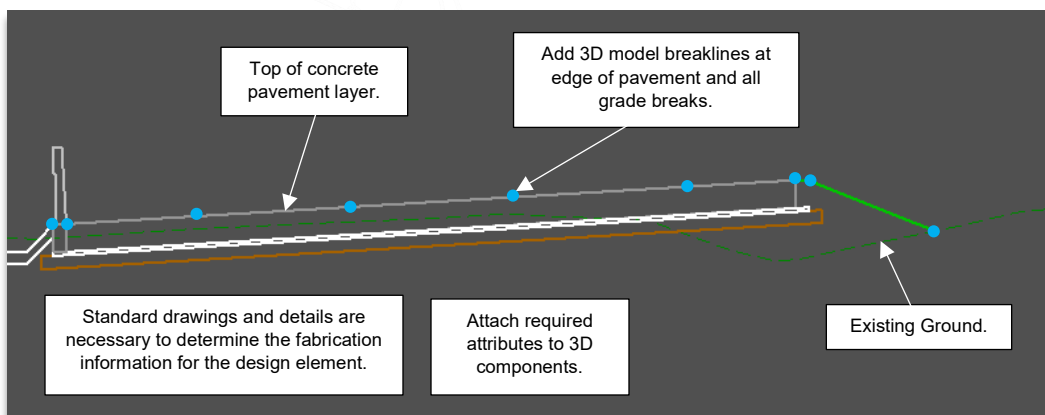 Top of concrete
pavement layer.
Add 3D model breaklines at
edge of pavement and all
grade breaks.
Standard drawings and details are
necessary to determine the fabrication
information for the design element.
Attach required
attributes to 3D
components.
Existing Ground.